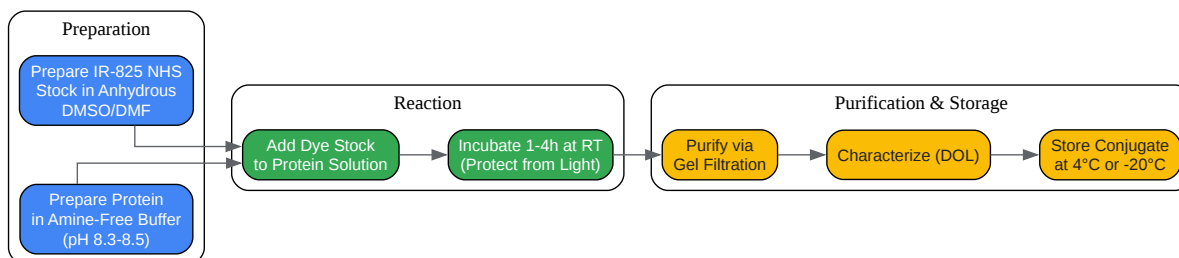 Preparation
Prepare IR-825 NHS
Stock in Anhydrous
DMSO/DMF
Prepare Protein
in Amine-Free Buffer
(pH 8.3-8.5)
Reaction
Add Dye Stock
to Protein Solution
Incubate 1-4h at RT
(Protect from Light)
Purification & Storage
Purify via
Gel Filtration
Characterize (DOL)
Store Conjugate
at 4°C or -20°C